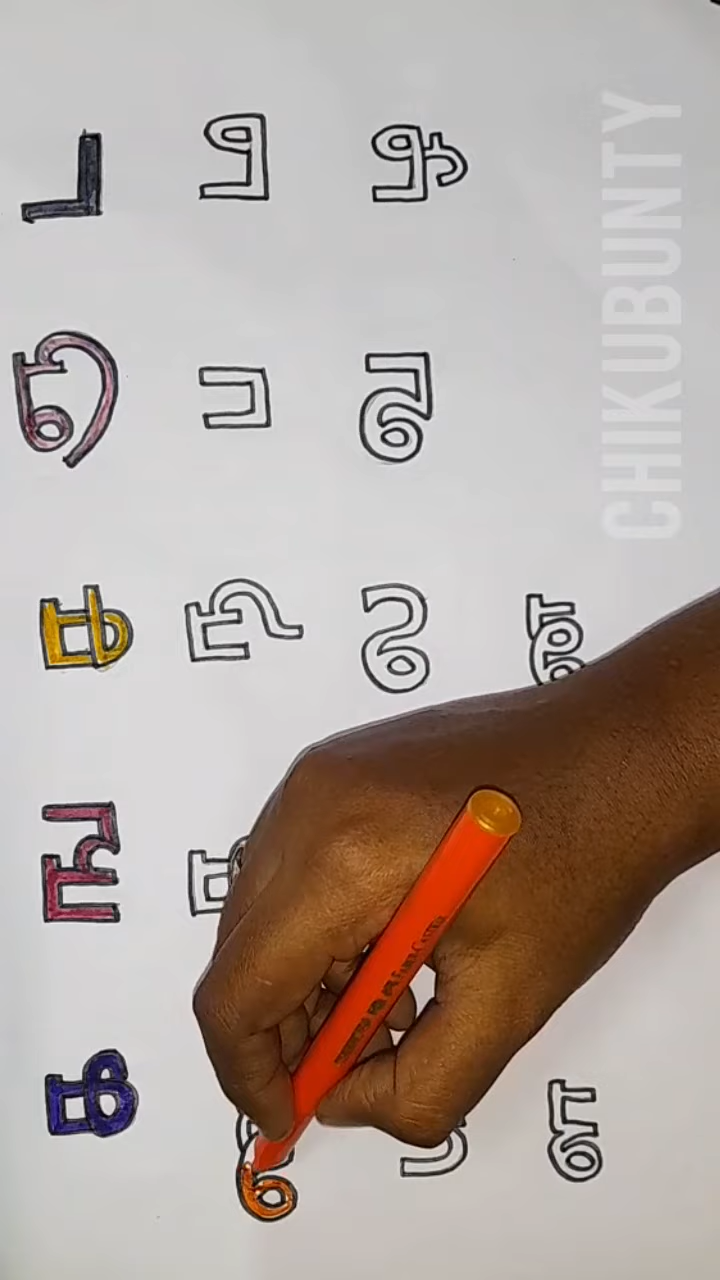 க ங ச ஞ ட
ண த ந ப ம
ல வ ழ
ள ன
CHIKUBUNTY